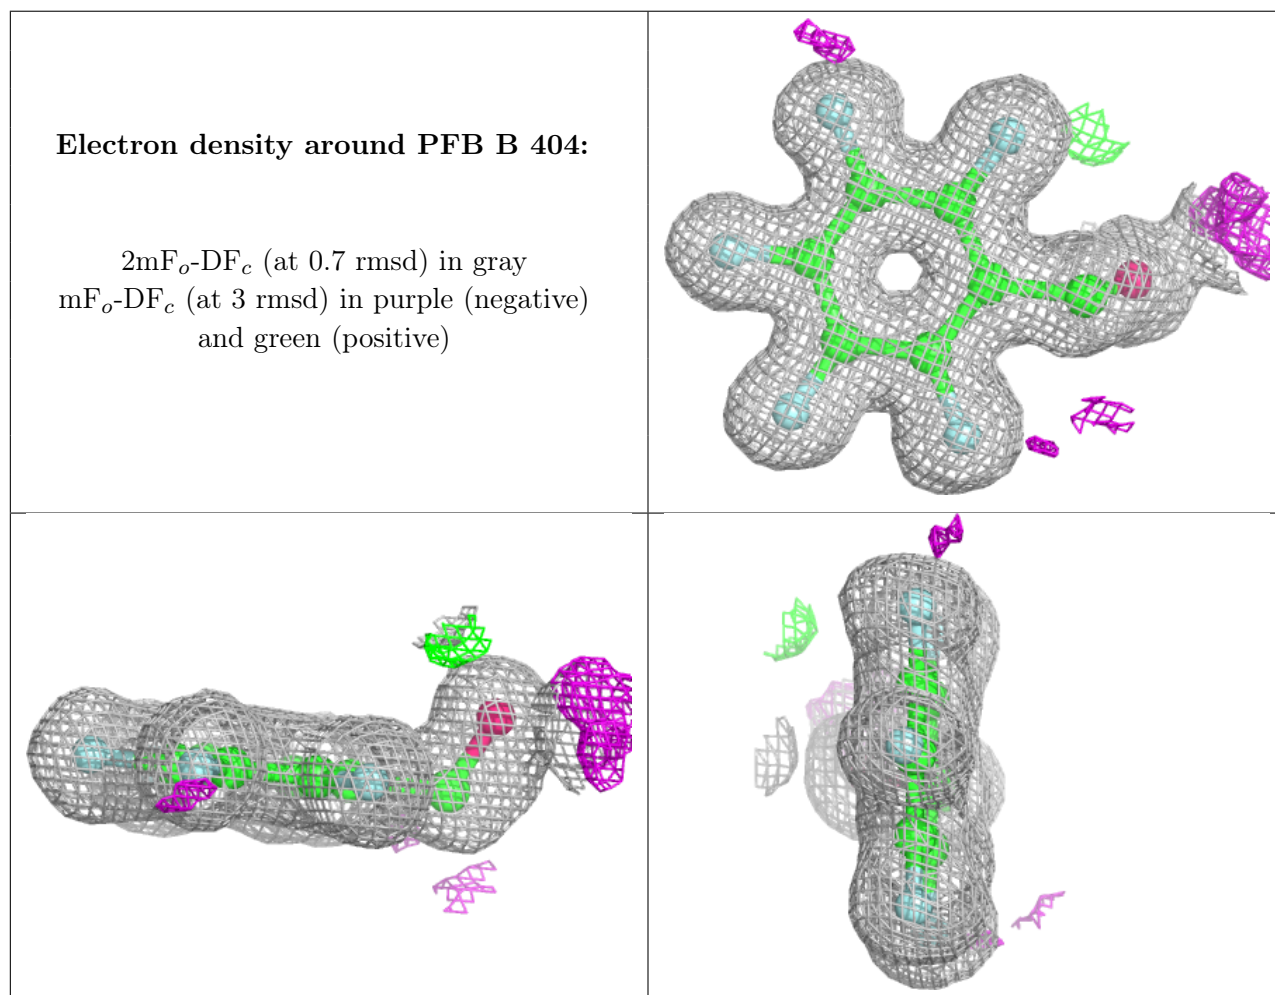 Electron density around PFB B 404:
2mFo-DFc (at 0.7 rmsd) in gray
mFo-DFc (at 3 rmsd) in purple (negative)
and green (positive)